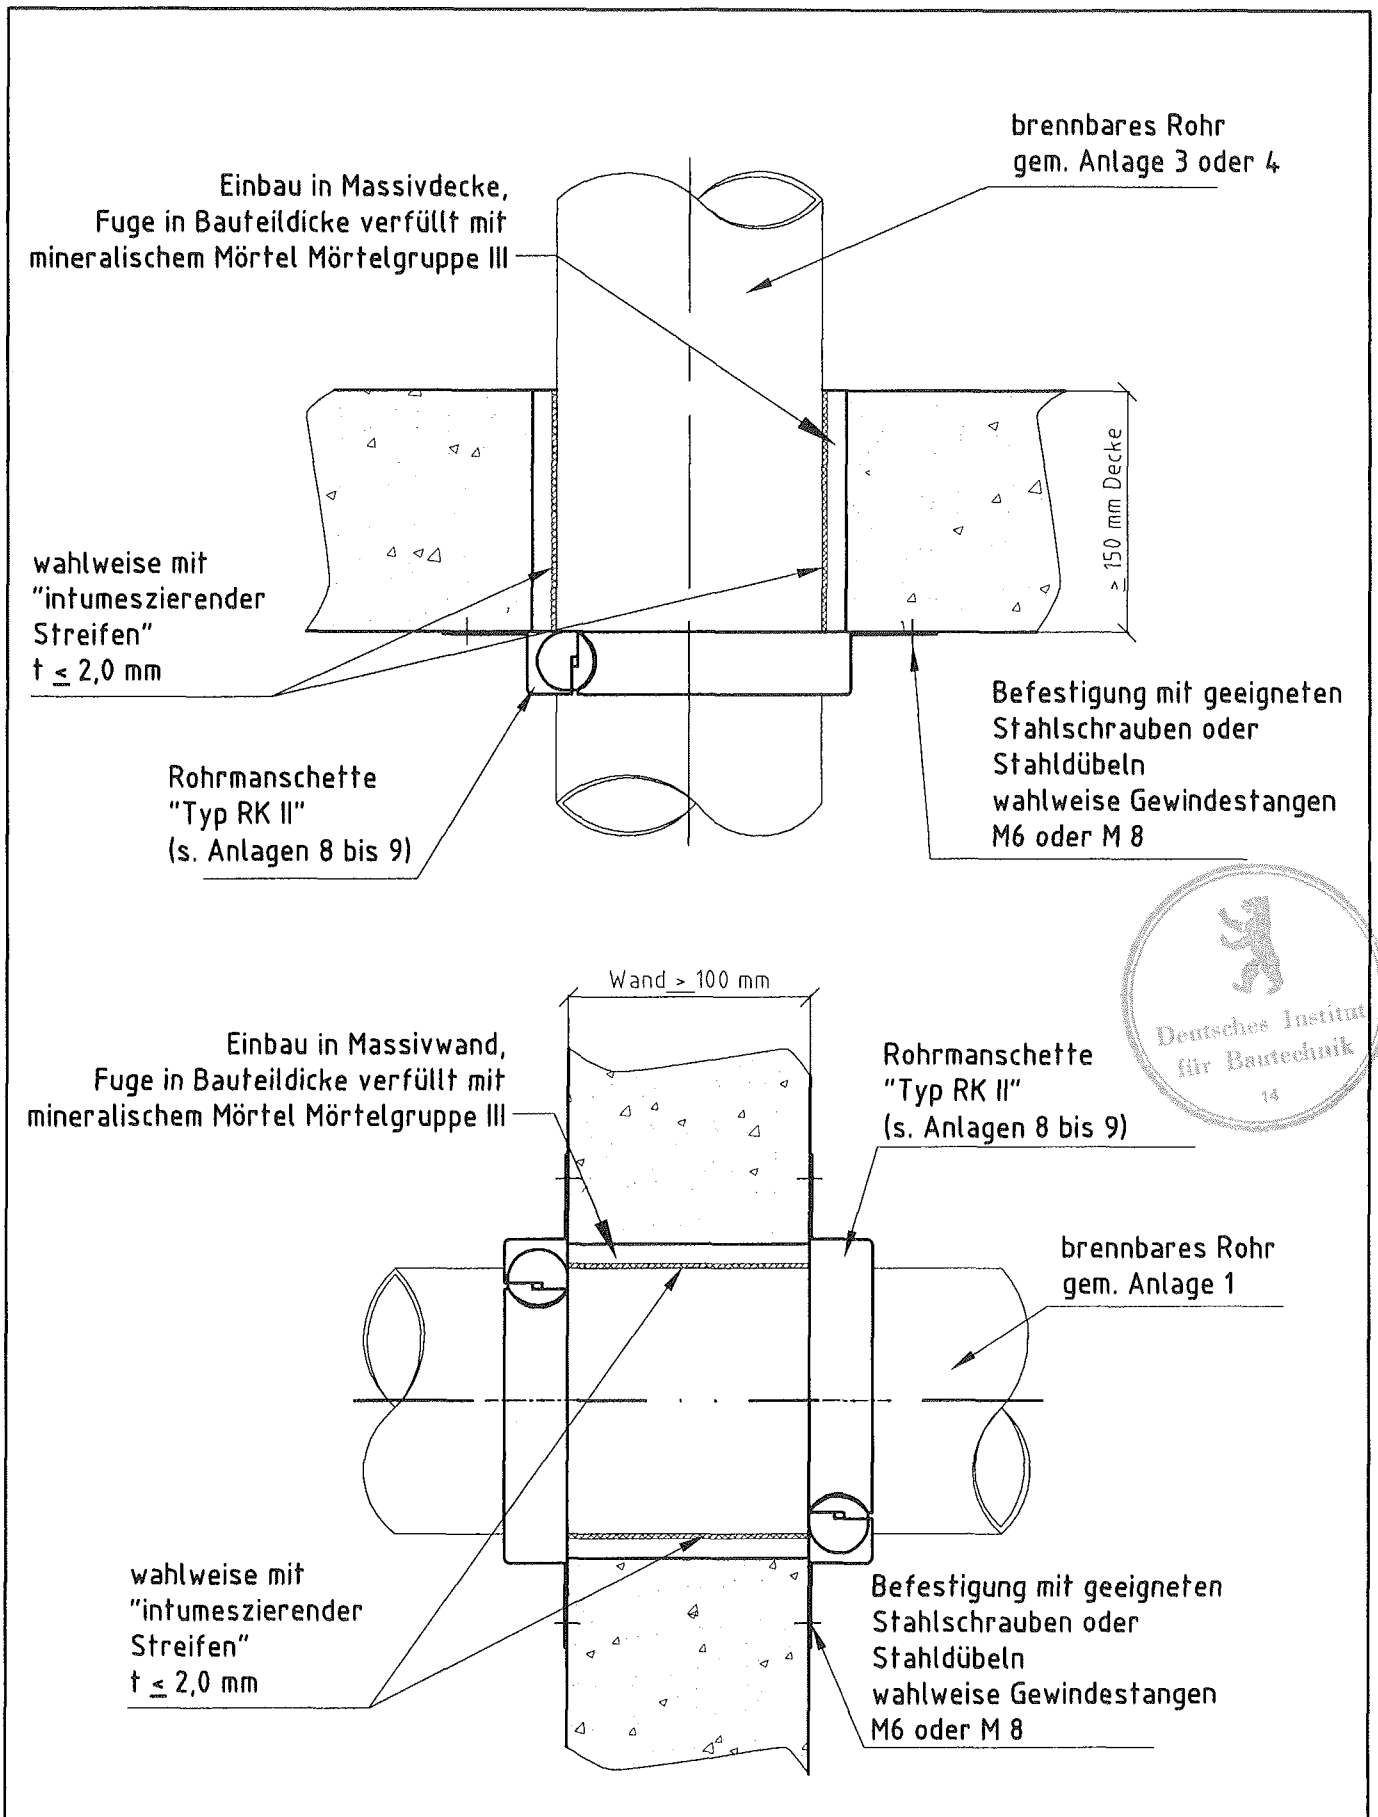 brennbares Rohr
gem. Anlage 3 oder 4
Einbau in Massivdecke,
Fuge in Bauteildicke verfüllt mit
mineralischem Mörtel Mörtelgruppe III
≥ 150 mm Decke
wahlweise mit
"intumeszierender
Streifen"
t ≤ 2,0 mm
Rohrmanschette
"Typ RK II"
(s. Anlagen 8 bis 9)
Befestigung mit geeigneten
Stahlschrauben oder
Stahldübeln
wahlweise Gewindestangen
M6 oder M 8
Deutsches Institut
für Bautechnik
14
Wand ≥ 100 mm
Einbau in Massivwand,
Fuge in Bauteildicke verfüllt mit
mineralischem Mörtel Mörtelgruppe III
Rohrmanschette
"Typ RK II"
(s. Anlagen 8 bis 9)
brennbares Rohr
gem. Anlage 1
wahlweise mit
"intumeszierender
Streifen"
t ≤ 2,0 mm
Befestigung mit geeigneten
Stahlschrauben oder
Stahldübeln
wahlweise Gewindestangen
M6 oder M 8